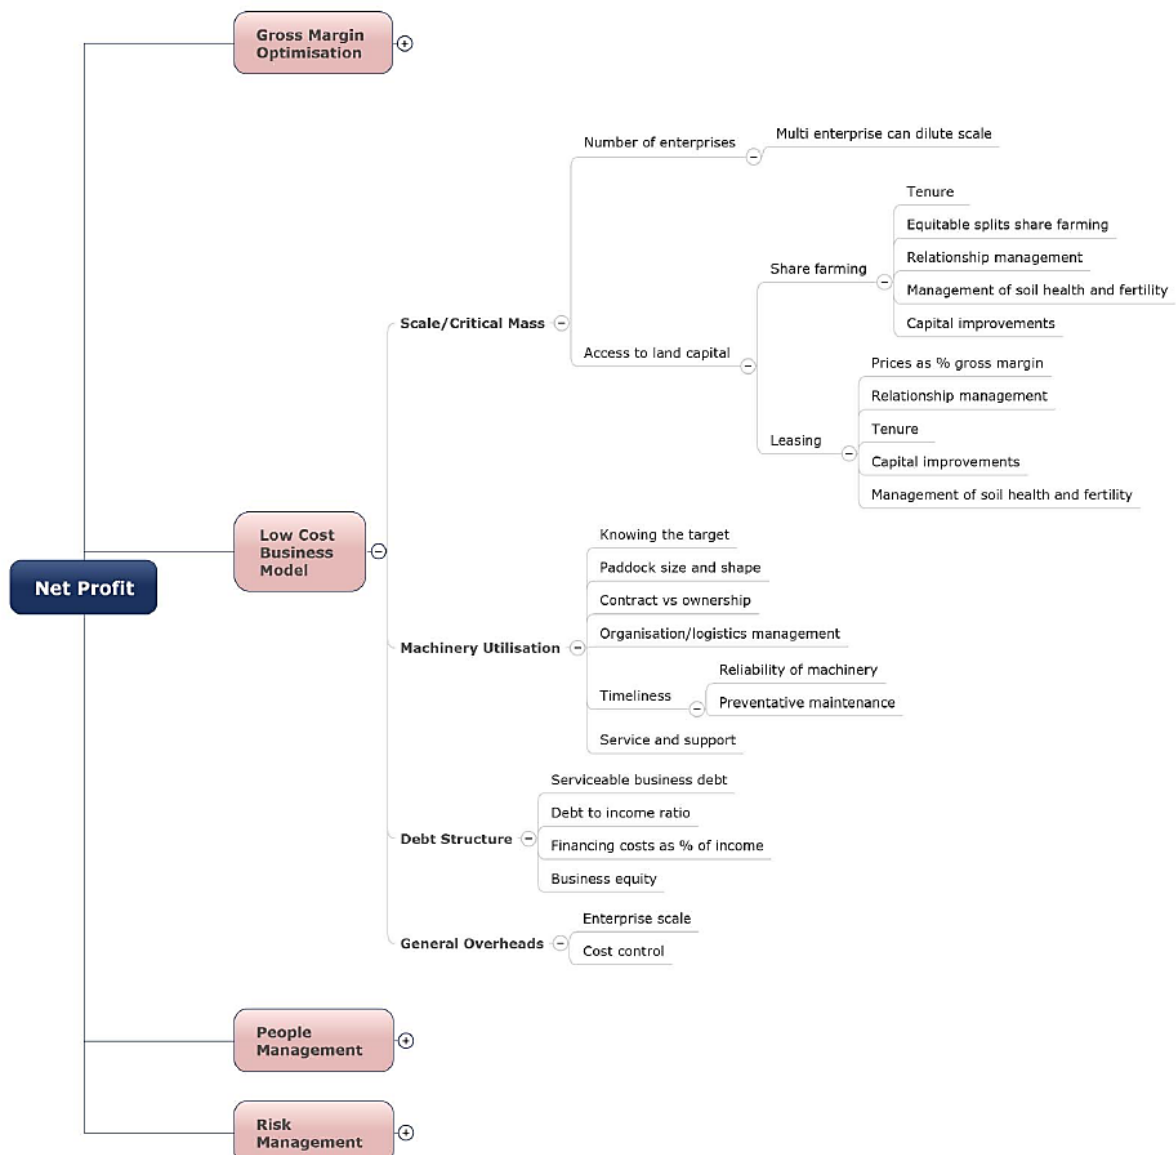 Gross Margin
Optimisation
Number of enterprises
Multi enterprise can dilute scale
Tenure
Equitable splits share farming
Share farming
Relationship management
Management of soil health and fertility
Capital improvements
Scale/Critical Mass
Access to land capital
Prices as % gross margin
Relationship management
Leasing
Tenure
Capital improvements
Management of soil health and fertility
Low Cost
Business
Model
Net Profit
Knowing the target
Paddock size and shape
Contract vs ownership
Organisation/logistics management
Machinery Utilisation
Timeliness
Reliability of machinery
Preventative maintenance
Service and support
Serviceable business debt
Debt to income ratio
Debt Structure
Financing costs as % of income
Business equity
General Overheads
Enterprise scale
Cost control
People
Management
Risk
Management